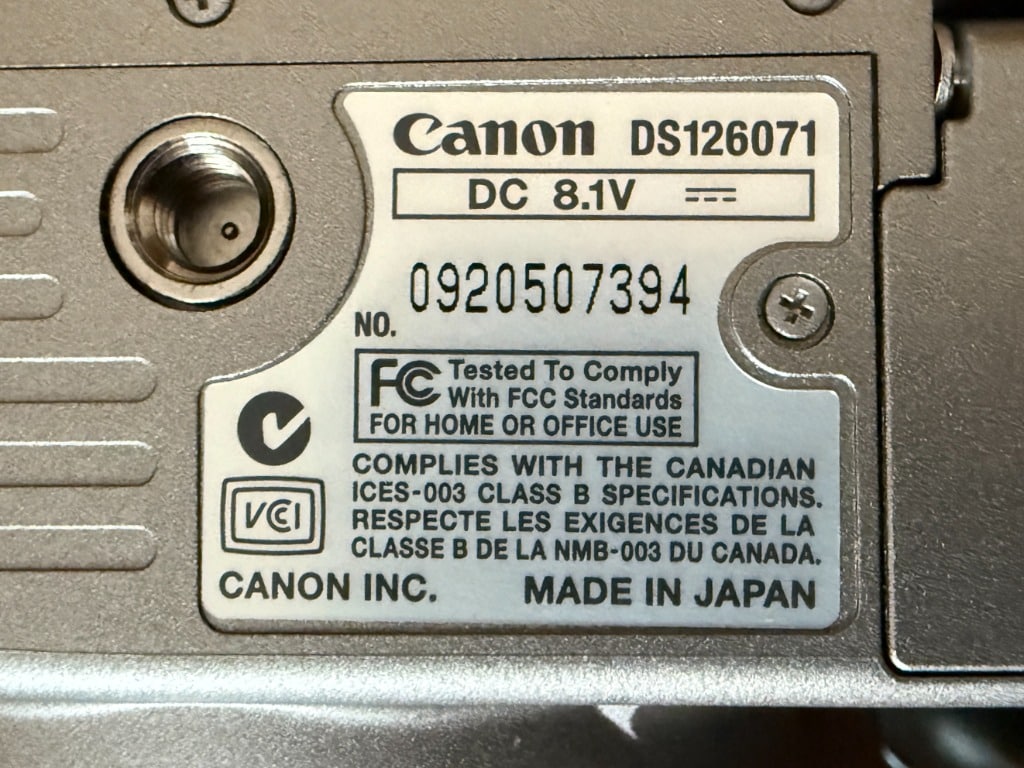 Canon DS126071
DC 8.1V
0920507394
NO.
FC Tested To Comply
With FCC Standards
FOR HOME OR OFFICE USE
COMPLIES WITH THE CANADIAN
ICES-003 CLASS B SPECIFICATIONS.
RESPECTE LES EXIGENCES DE LA
CLASSE B DE LA NMB-003 DU CANADA.
VCI
CANON INC. MADE IN JAPAN